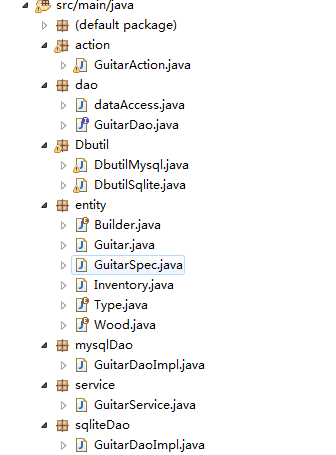 src/main/java
(default package)
action
GuitarAction.java
dao
dataAccess.java
GuitarDao.java
Dbutil
DbutilMysql.java
DbutilSqlite.java
entity
Builder.java
Guitar.java
GuitarSpec.java
Inventory.java
Type.java
Wood.java
mysqlDao
GuitarDaoImpl.java
service
GuitarService.java
sqliteDao
GuitarDaoImpl.java